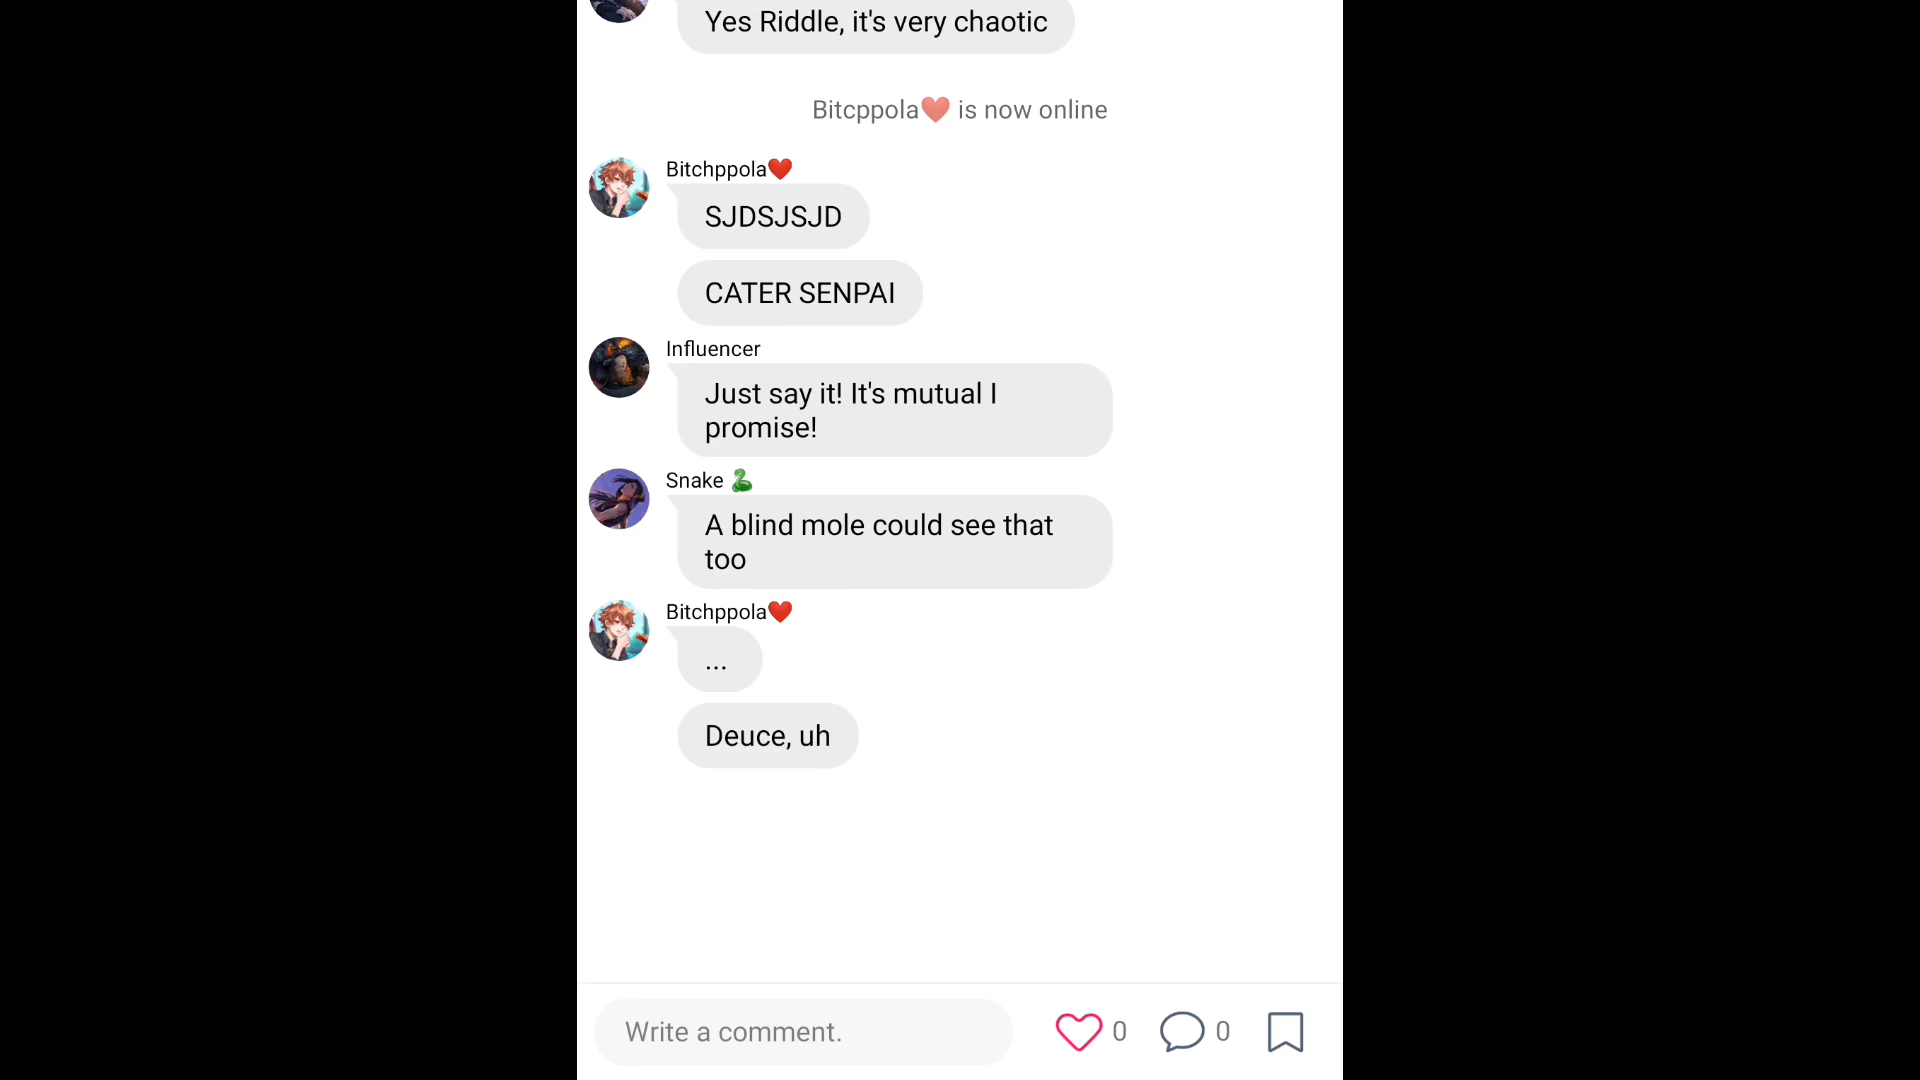 Yes Riddle, it's very chaotic
Bitcppola❤️ is now online
Bitchppola❤️
SJDSJSJD
CATER SENPAI
Influencer
Just say it! It's mutual I
promise!
Snake 🐍
A blind mole could see that
too
Bitchppola❤️
...
Deuce, uh
Write a comment.
0
0